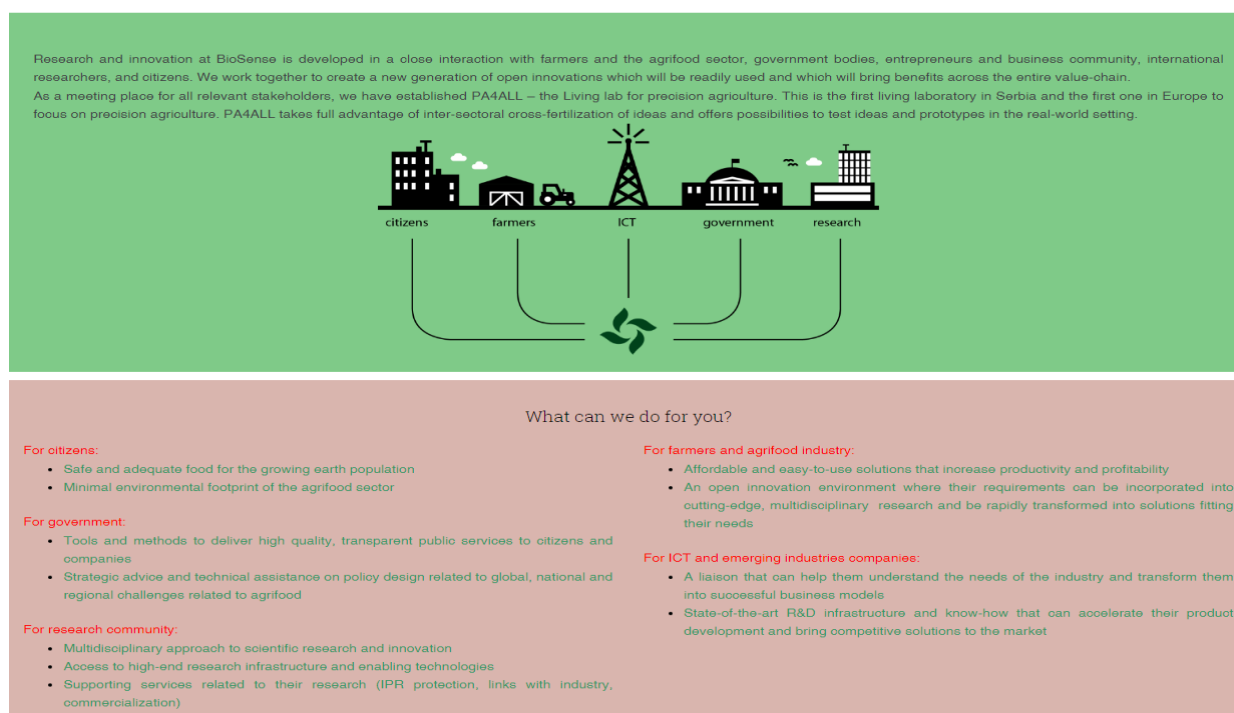 Research and innovation at BioSense is developed in a close interaction with farmers and the agrifood sector, government bodies, entrepreneurs and business community, international
researchers, and citizens. We work together to create a new generation of open innovations which will be readily used and which will bring benefits across the entire value-chain.
As a meeting place for all relevant stakeholders, we have established PA4ALL – the Living lab for precision agriculture. This is the first living laboratory in Serbia and the first one in Europe to
focus on precision agriculture. PA4ALL takes full advantage of inter-sectoral cross-fertilization of ideas and offers possibilities to test ideas and prototypes in the real-world setting.
citizens farmers ICT government research
What can we do for you?
For citizens:
• Safe and adequate food for the growing earth population
• Minimal environmental footprint of the agrifood sector
For government:
• Tools and methods to deliver high quality, transparent public services to citizens and
companies
• Strategic advice and technical assistance on policy design related to global, national and
regional challenges related to agrifood
For research community:
• Multidisciplinary approach to scientific research and innovation
• Access to high-end research infrastructure and enabling technologies
• Supporting services related to their research (IPR protection, links with industry,
commercialization)
For farmers and agrifood industry:
• Affordable and easy-to-use solutions that increase productivity and profitability
• An open innovation environment where their requirements can be incorporated into
cutting-edge, multidisciplinary research and be rapidly transformed into solutions fitting
their needs
For ICT and emerging industries companies:
• A liaison that can help them understand the needs of the industry and transform them
into successful business models
• State-of-the-art R&D infrastructure and know-how that can accelerate their product
development and bring competitive solutions to the market